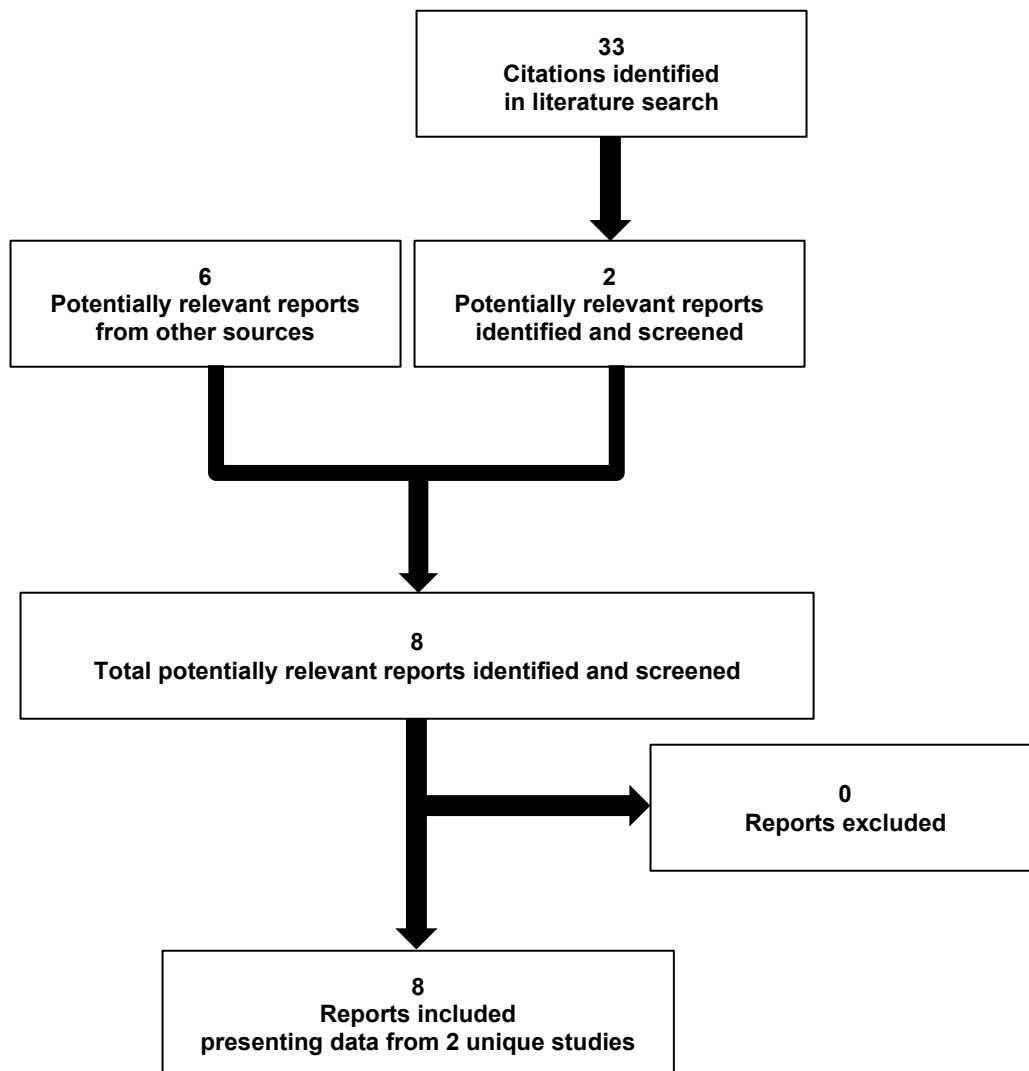 33
Citations identified
in literature search
6
Potentially relevant reports
from other sources
2
Potentially relevant reports
identified and screened
8
Total potentially relevant reports identified and screened
0
Reports excluded
8
Reports included
presenting data from 2 unique studies